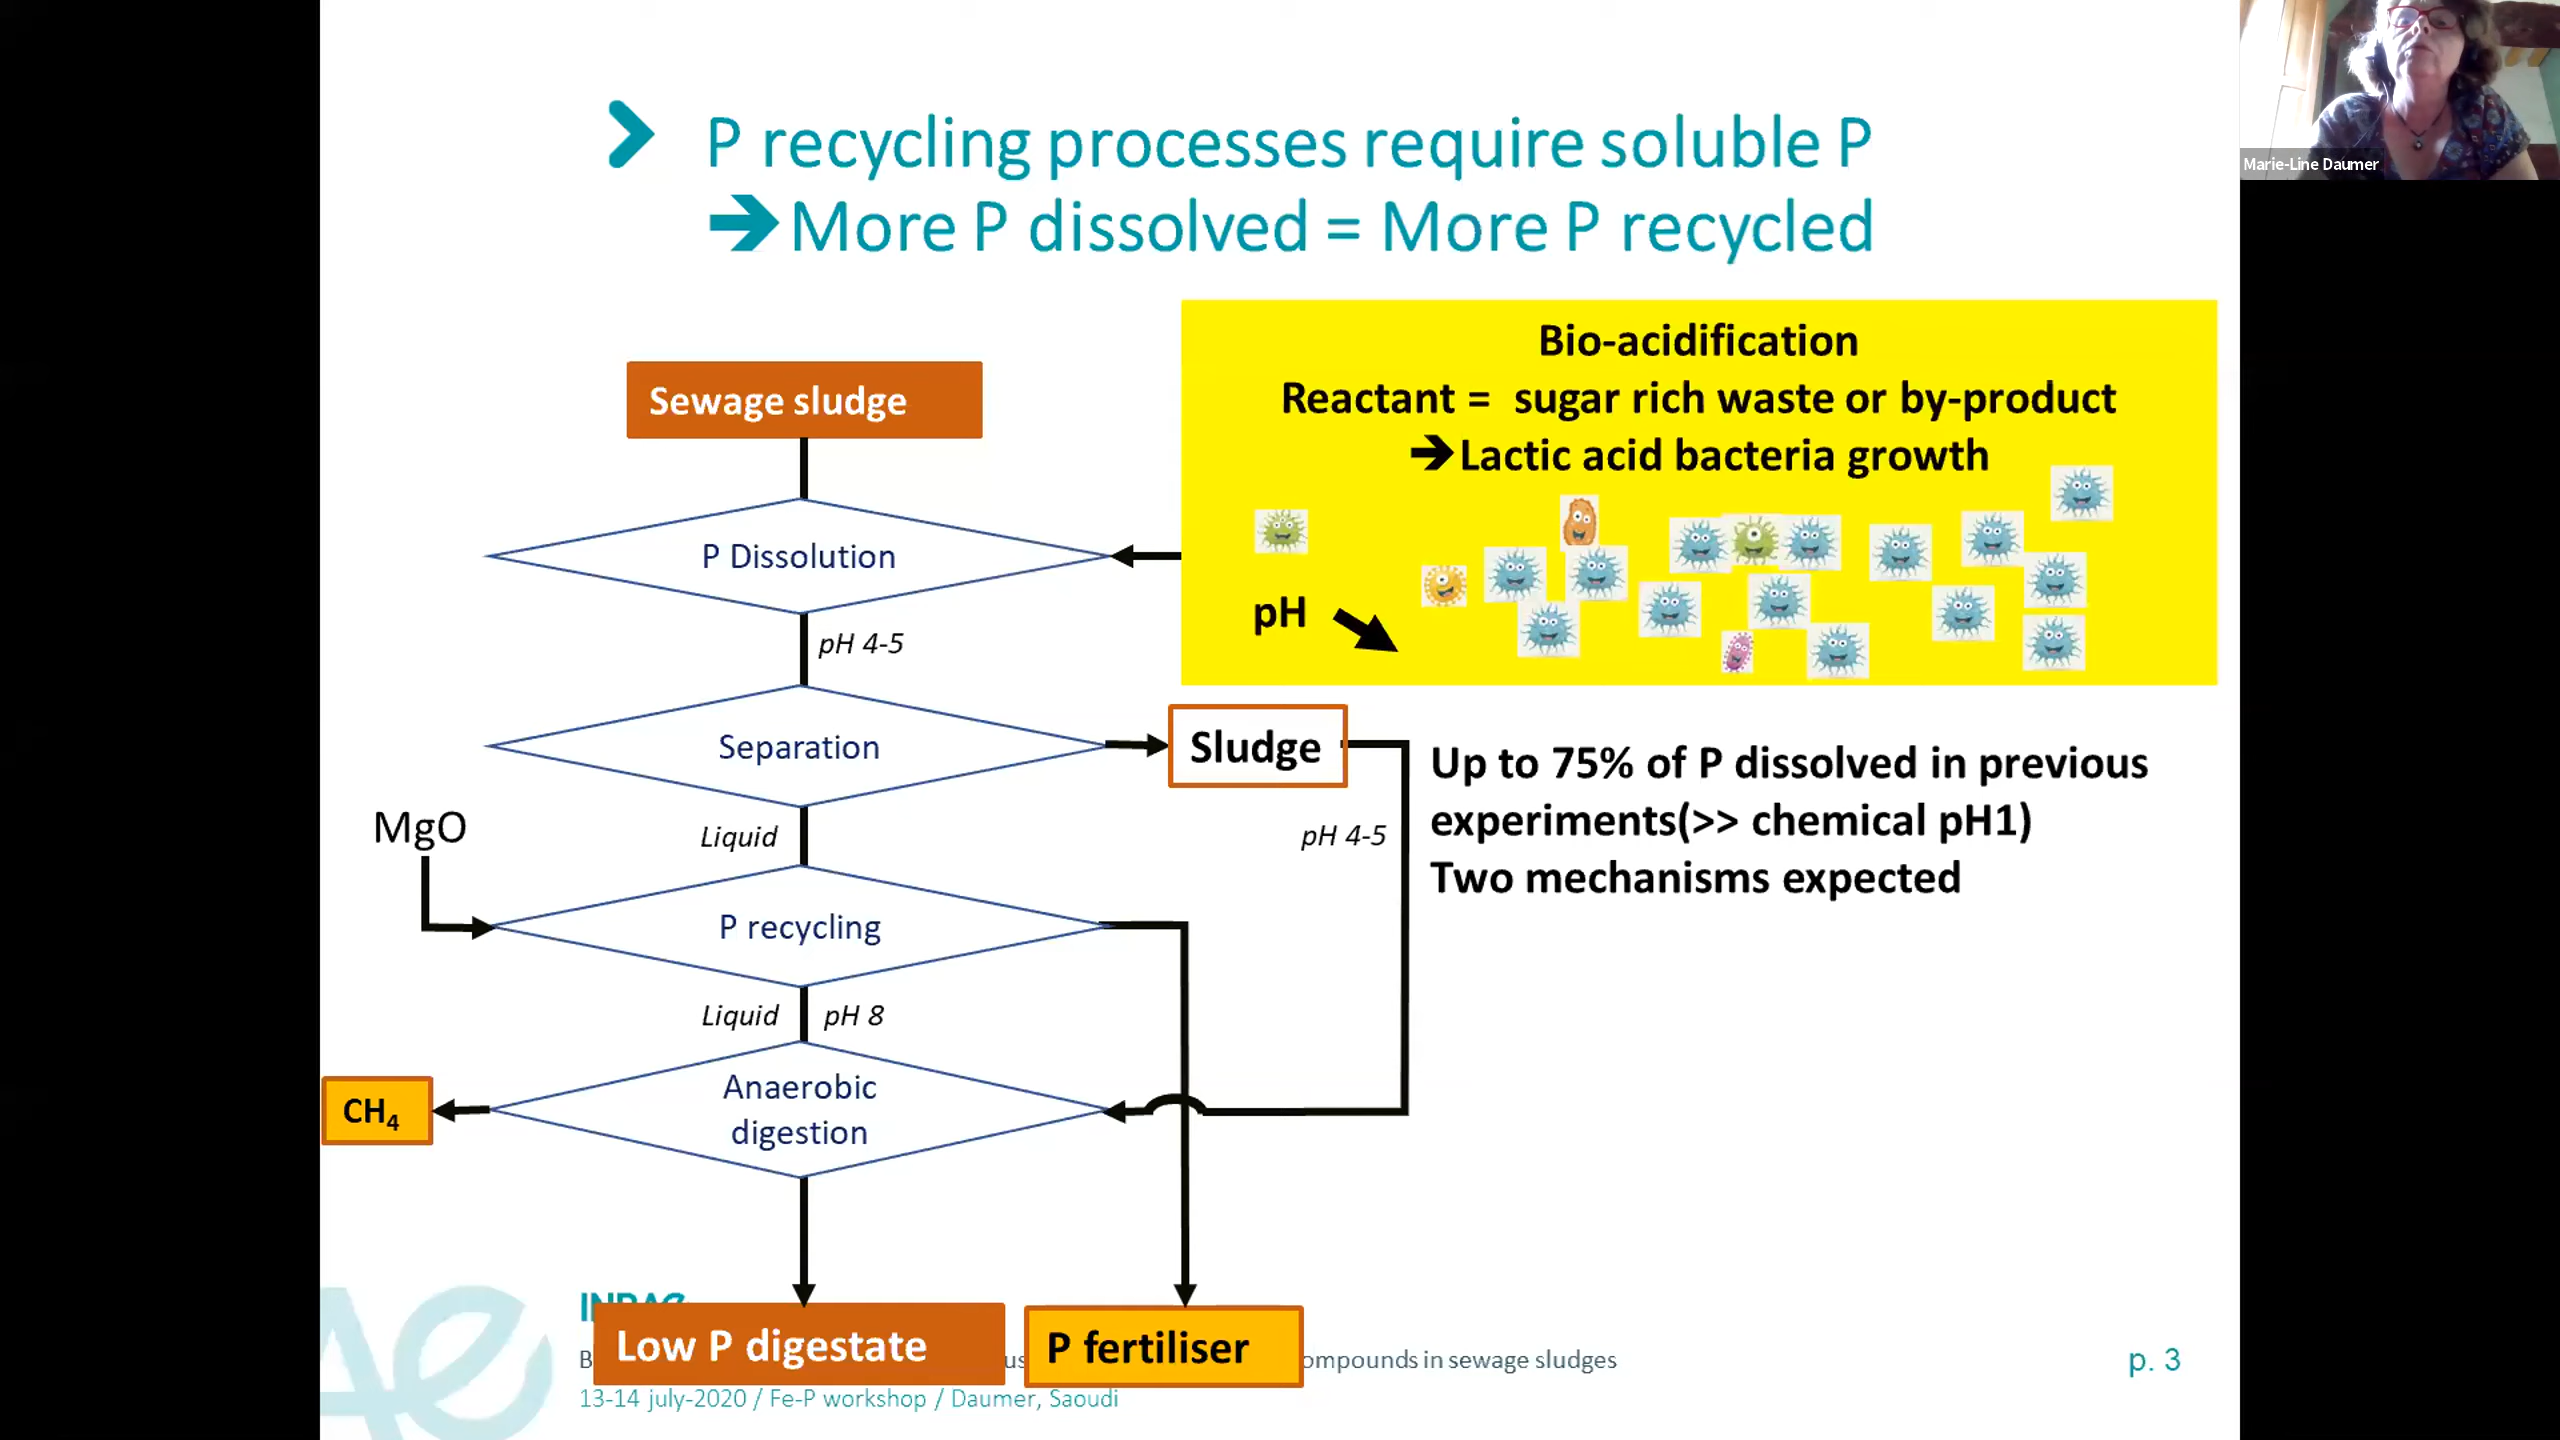 P recycling processes require soluble P
➔More P dissolved = More P recycled
Marie-Line Daumer
Bio-acidification
Reactant = sugar rich waste or by-product
➔Lactic acid bacteria growth
pH
Sewage sludge
P Dissolution
pH 4-5
Separation
Sludge
Up to 75% of P dissolved in previous
experiments(>> chemical pH1)
Two mechanisms expected
MgO
Liquid
pH 4-5
P recycling
Liquid
pH 8
Anaerobic
digestion
CH₄
Low P digestate
P fertiliser
compounds in sewage sludges
p. 3
13-14 july-2020 / Fe-P workshop / Daumer, Saoudi